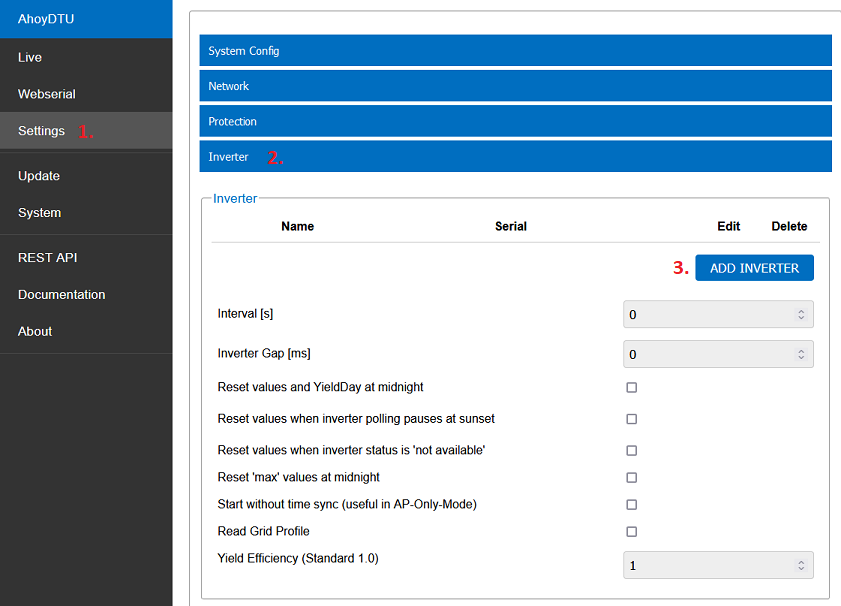 AhoyDTU
Live
Webserial
Settings 1.
Update
System
REST API
Documentation
About
System Config
Network
Protection
Inverter 2.
Inverter
Name Serial Edit Delete
3. ADD INVERTER
Interval [s] 0
Inverter Gap [ms] 0
Reset values and YieldDay at midnight
Reset values when inverter polling pauses at sunset
Reset values when inverter status is 'not available'
Reset 'max' values at midnight
Start without time sync (useful in AP-Only-Mode)
Read Grid Profile
Yield Efficiency (Standard 1.0) 1